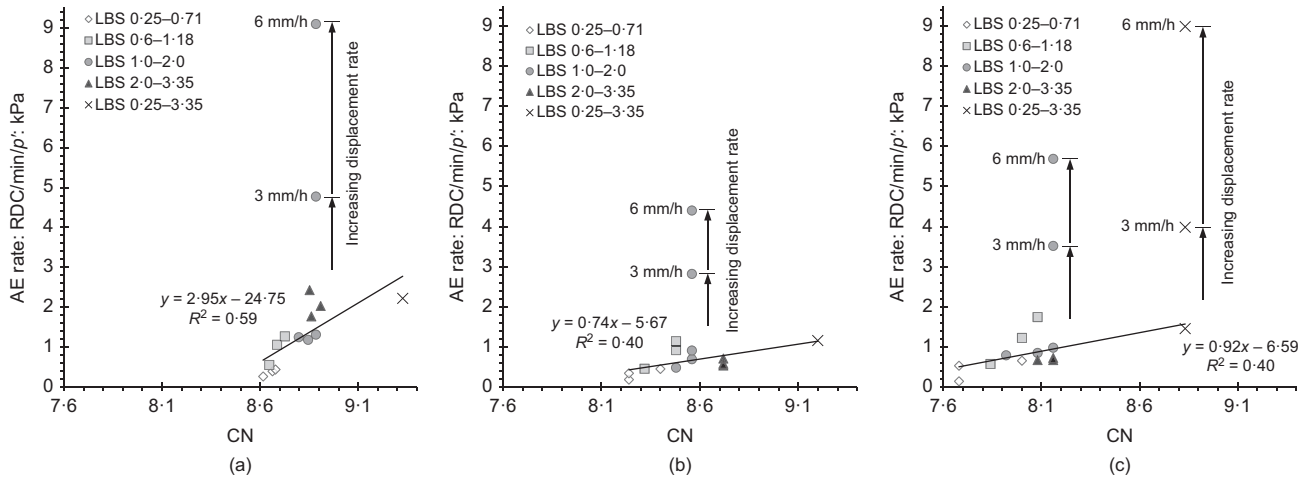 9
8
7
6
5
4
3
2
1
0
AE rate: RDC/min/p′: kPa
LBS 0·25–0·71
LBS 0·6–1·18
LBS 1·0–2·0
LBS 2·0–3·35
LBS 0·25–3·35
6 mm/h
3 mm/h
Increasing displacement rate
y = 2·95x – 24·75
R² = 0·59
7·6 8·1 8·6 9·1
CN
(a)
9
8
7
6
5
4
3
2
1
0
AE rate: RDC/min/p′: kPa
LBS 0·25–0·71
LBS 0·6–1·18
LBS 1·0–2·0
LBS 2·0–3·35
LBS 0·25–3·35
6 mm/h
3 mm/h
Increasing displacement rate
y = 0·74x – 5·67
R² = 0·40
7·6 8·1 8·6 9·1
CN
(b)
9
8
7
6
5
4
3
2
1
0
AE rate: RDC/min/p′: kPa
LBS 0·25–0·71
LBS 0·6–1·18
LBS 1·0–2·0
LBS 2·0–3·35
LBS 0·25–3·35
6 mm/h
3 mm/h
6 mm/h
3 mm/h
Increasing displacement rate
y = 0·92x – 6·59
R² = 0·40
7·6 8·1 8·6 9·1
CN
(c)